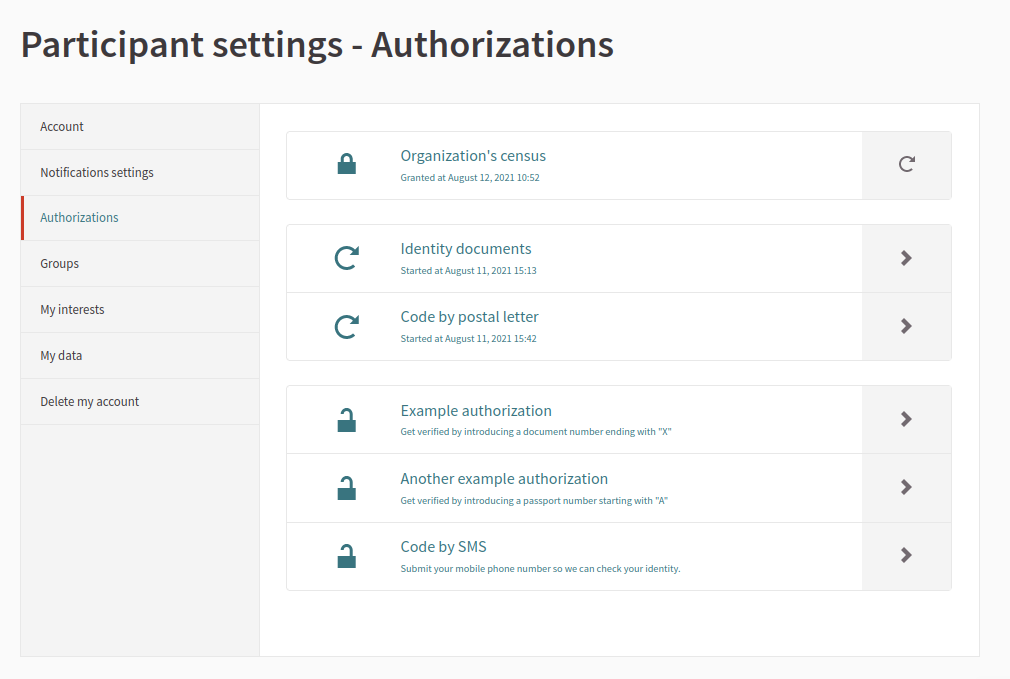 Participant settings - Authorizations
Account
Notifications settings
Authorizations
Groups
My interests
My data
Delete my account
Organization's census
Granted at August 12, 2021 10:52
Identity documents
Started at August 11, 2021 15:13
Code by postal letter
Started at August 11, 2021 15:42
Example authorization
Get verified by introducing a document number ending with "X"
Another example authorization
Get verified by introducing a passport number starting with "A"
Code by SMS
Submit your mobile phone number so we can check your identity.